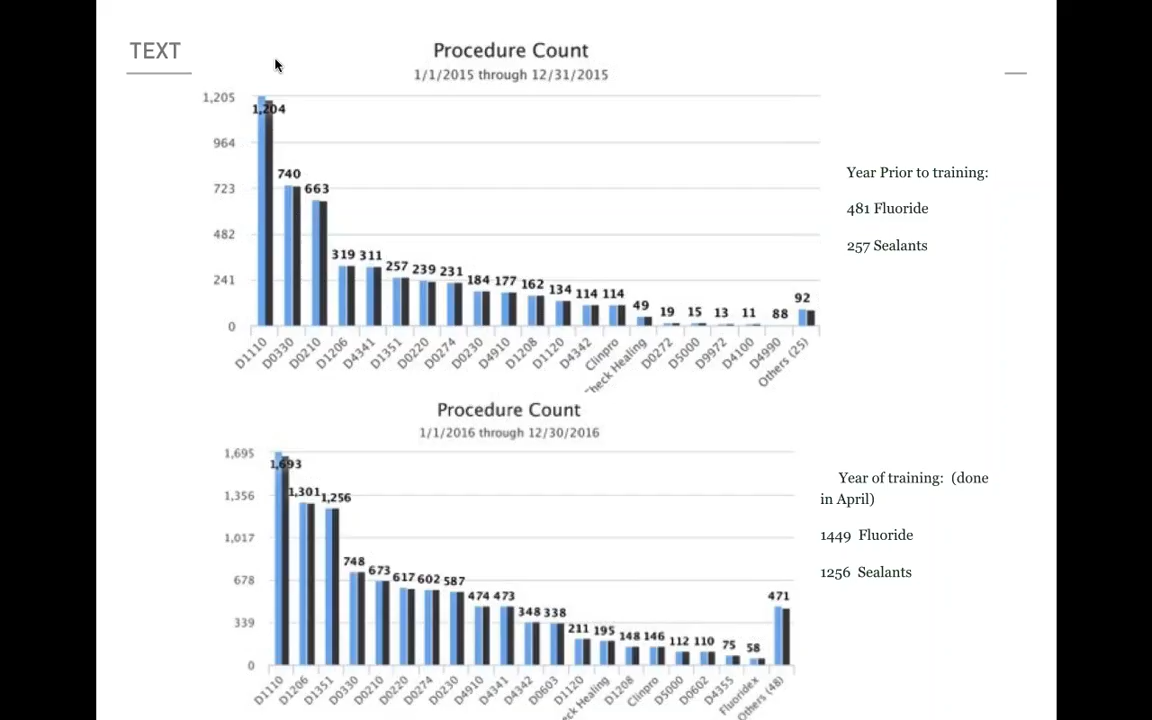 TEXT
Procedure Count
1/1/2015 through 12/31/2015
1,205
964
723
482
241
0
1,204
740
663
319
311
257
239
231
184
177
162
134
114
114
49
19
15
13
11
88
92
D1110
D0330
D0210
D1206
D4341
D1351
D0220
D0274
D0230
D4910
D1208
D1120
D4342
Clinpro
heck Healing
D0272
D5000
D9972
D4100
D4990
Others (25)
Year Prior to training:
481 Fluoride
257 Sealants
Procedure Count
1/1/2016 through 12/30/2016
1,695
1,356
1,017
678
339
0
1,693
1,301
1,256
748
673
617
602
587
474
473
348
338
211
195
148
146
112
110
75
58
471
D1110
D1206
D1351
D0330
D0210
D0220
D0274
D0230
D4910
D4341
D4342
D0603
D1120
ck Healing
D1208
Clinpro
D5000
D0602
D4355
Fluoridex
Others (48)
Year of training: (done
in April)
1449 Fluoride
1256 Sealants